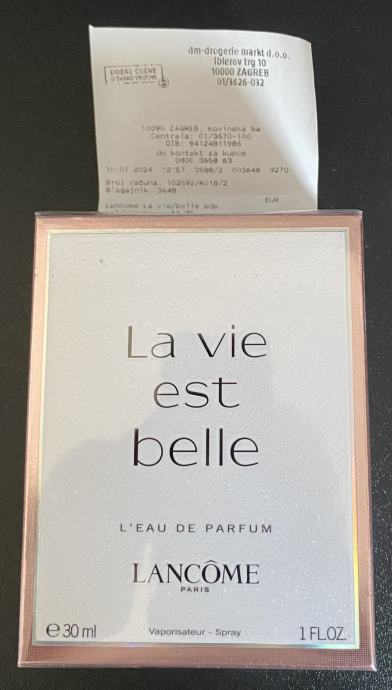 dm-drogerie markt d.o.o.
Iblerov trg 10
10000 ZAGREB
01/3626-032
DOBRE CIJENE
U SVAKO VRIJEME
10090 ZAGREB, Kovinska 5a
Centrala: 01/3670-100
OIB: 94124811986
dm kontakt za kupce
0800 3658 63
10.07.2024 12:57 3588/2 003648 9270
Broj računa: 102592/K018/2
Blagajnik: 3648
EUR
Lancome La vie/belle edp
La vie
est
belle
L'EAU DE PARFUM
LANCÔME
PARIS
e 30 ml Vaporisateur - Spray 1 FL.OZ.